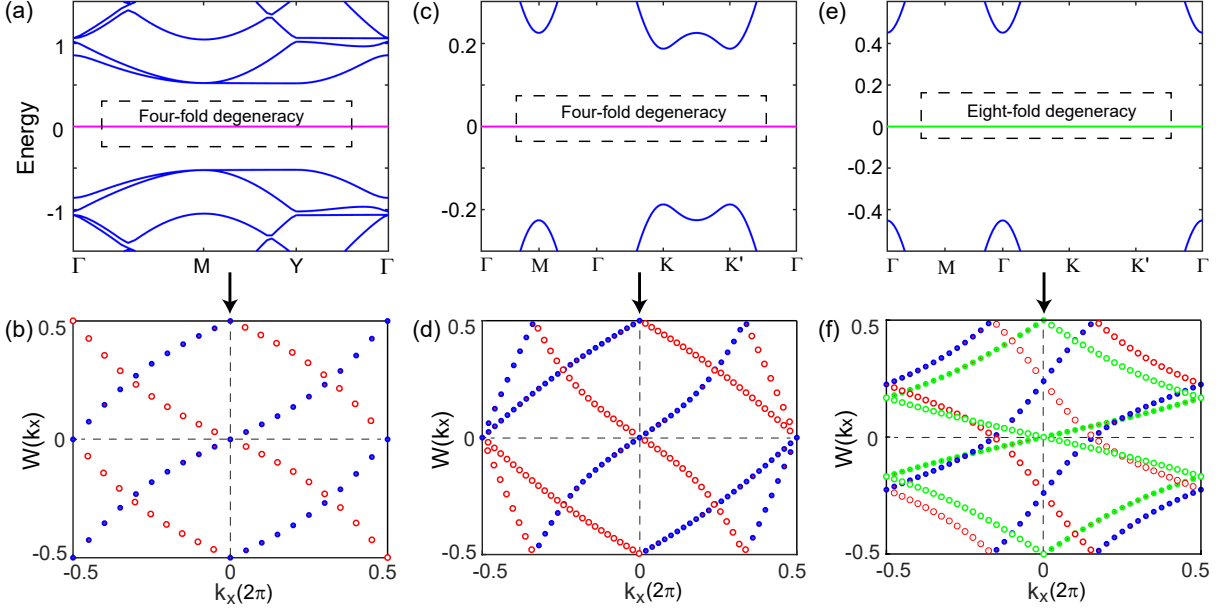 (a)
1
0
-1
Energy
Four-fold degeneracy
Γ M Y Γ
(c)
0.2
0
-0.2
Four-fold degeneracy
Γ M Γ K K' Γ
(e)
0.4
0.2
0
-0.2
-0.4
Eight-fold degeneracy
Γ M Γ K K' Γ
(b)
0.5
0
-0.5
W(kx)
-0.5 0 0.5
kx(2π)
(d)
0.5
0
-0.5
W(kx)
-0.5 0 0.5
kx(2π)
(f)
0.5
0
-0.5
W(kx)
-0.5 0 0.5
kx(2π)